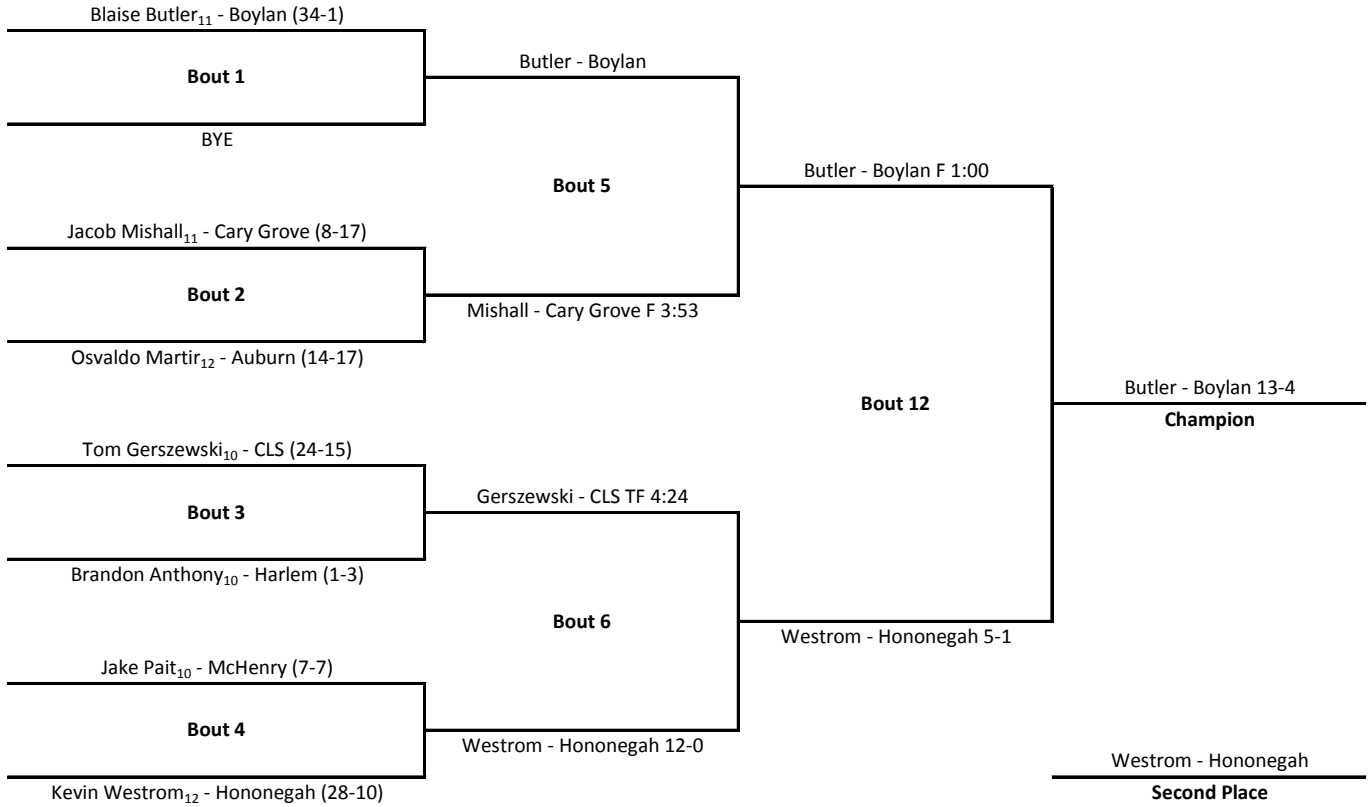 Blaise Butler₁₁ - Boylan (34-1)
Bout 1
BYE
Butler - Boylan
Bout 5
Jacob Mishall₁₁ - Cary Grove (8-17)
Bout 2
Osvaldo Martir₁₂ - Auburn (14-17)
Mishall - Cary Grove F 3:53
Butler - Boylan F 1:00
Bout 12
Tom Gerszewski₁₀ - CLS (24-15)
Bout 3
Brandon Anthony₁₀ - Harlem (1-3)
Gerszewski - CLS TF 4:24
Bout 6
Jake Pait₁₀ - McHenry (7-7)
Bout 4
Kevin Westrom₁₂ - Hononegah (28-10)
Westrom - Hononegah 12-0
Westrom - Hononegah 5-1
Butler - Boylan 13-4
Champion
Westrom - Hononegah
Second Place